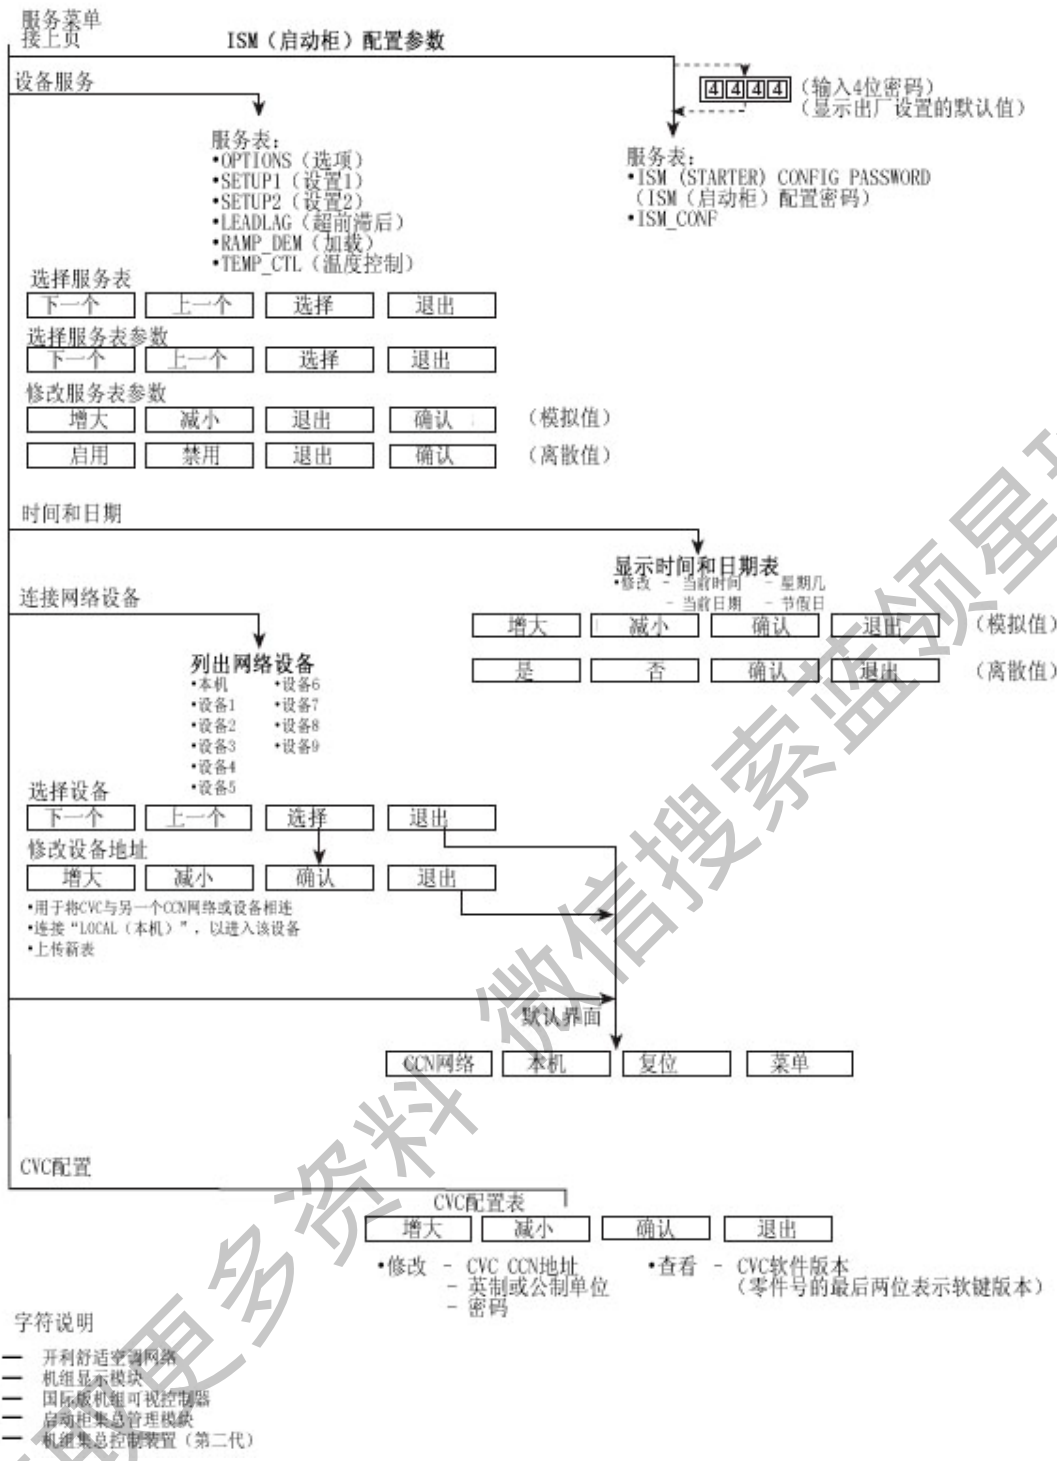 服务菜单
接上页
ISM（启动柜）配置参数
设备服务
4 4 4 4 （输入4位密码）
（显示出厂设置的默认值）
服务表：
•OPTIONS（选项）
•SETUP1（设置1）
•SETUP2（设置2）
•LEADLAG（超前滞后）
•RAMP_DEM（加载）
•TEMP_CTL（温度控制）
服务表：
•ISM (STARTER) CONFIG PASSWORD
（ISM（启动柜）配置密码）
•ISM_CONF
选择服务表
下一个 上一个 选择 退出
选择服务表参数
下一个 上一个 选择 退出
修改服务表参数
增大 减小 退出 确认 （模拟值）
启用 禁用 退出 确认 （离散值）
时间和日期
显示时间和日期表
•修改 － 当前时间 － 星期几
－ 当前日期 － 节假日
增大 减小 确认 退出 （模拟值）
是 否 确认 退出 （离散值）
连接网络设备
列出网络设备
•本机 •设备6
•设备1 •设备7
•设备2 •设备8
•设备3 •设备9
•设备4
•设备5
选择设备
下一个 上一个 选择 退出
修改设备地址
增大 减小 确认 退出
•用于将CVC与另一个CCN网络或设备相连
•连接“LOCAL（本机）”，以进入该设备
•上传新表
默认界面
CCN网络 本机 复位 菜单
CVC配置
CVC配置表
增大 减小 确认 退出
•修改 － CVC CCN地址
－ 英制或公制单位
－ 密码
•查看 － CVC软件版本
（零件号的最后两位表示软键版本）
字符说明
— 开利舒适空调网络
— 机组显示模块
— 国际版机组可视控制器
— 启动柜集总管理模块
— 机组集总控制装置（第二代）
取更多资料 微信搜索蓝领星球